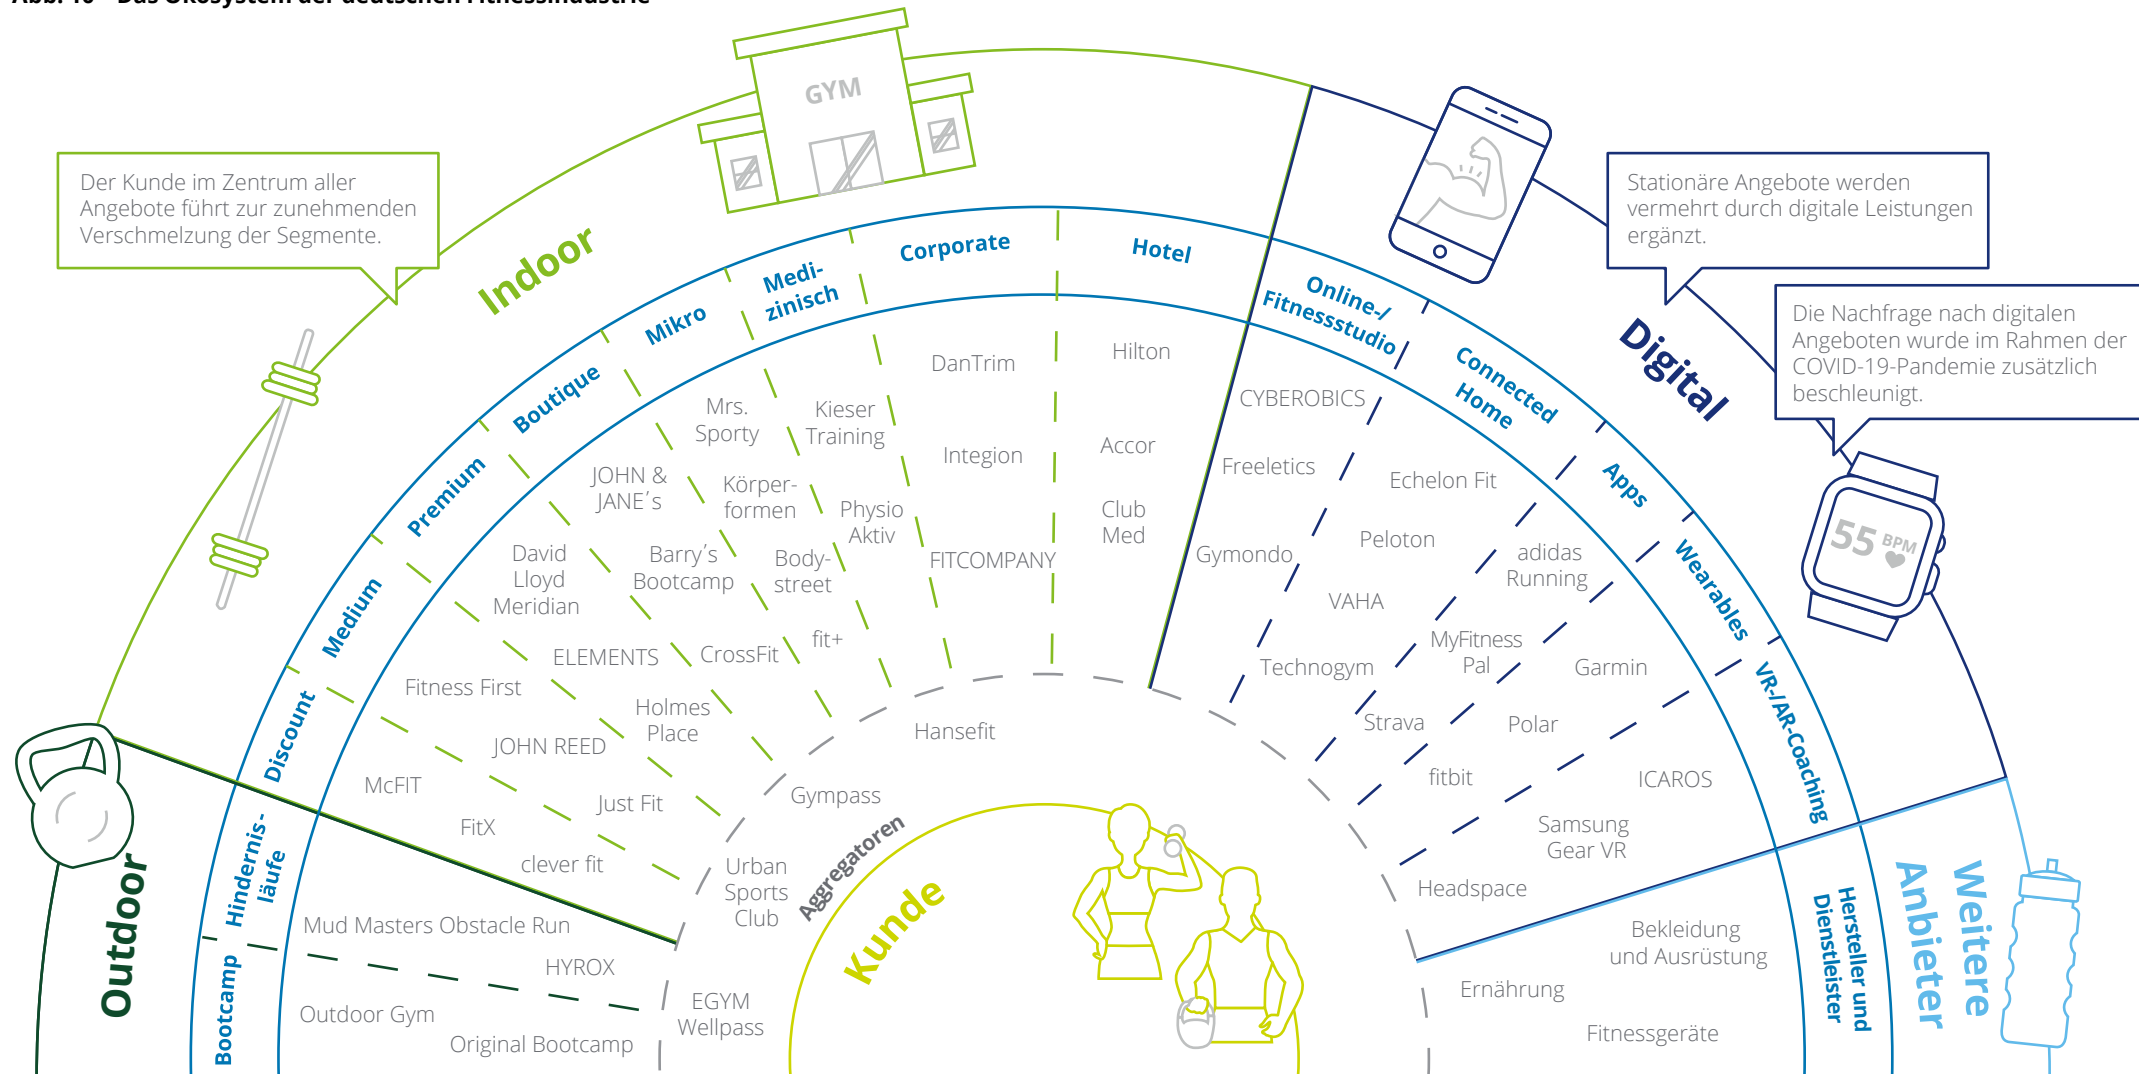 Abb. 10 – Das Ökosystem der deutschen Fitnessindustrie
GYM
Der Kunde im Zentrum aller
Angebote führt zur zunehmenden
Verschmelzung der Segmente.
Stationäre Angebote werden
vermehrt durch digitale Leistungen
ergänzt.
Die Nachfrage nach digitalen
Angeboten wurde im Rahmen der
COVID-19-Pandemie zusätzlich
beschleunigt.
55 BPM
Outdoor
Bootcamp
Outdoor Gym
Original Bootcamp
Hindernis-
läufe
Mud Masters Obstacle Run
HYROX
Indoor
Discount
McFIT
FitX
clever fit
Medium
Fitness First
JOHN REED
Just Fit
Premium
David
Lloyd
Meridian
ELEMENTS
Holmes
Place
Boutique
JOHN &
JANE´s
Barry´s
Bootcamp
CrossFit
Mikro
Mrs.
Sporty
Körper-
formen
Body-
street
fit+
Medi-
zinisch
Kieser
Training
Physio
Aktiv
Corporate
DanTrim
Integion
FITCOMPANY
Hotel
Hilton
Accor
Club
Med
Digital
Online-/
Fitnessstudio
CYBEROBICS
Freeletics
Gymondo
Connected
Home
Echelon Fit
Peloton
VAHA
Technogym
Apps
adidas
Running
MyFitness
Pal
Strava
Wearables
Garmin
Polar
fitbit
VR-/AR-Coaching
ICAROS
Samsung
Gear VR
Headspace
Weitere
Anbieter
Hersteller und
Dienstleister
Bekleidung
und Ausrüstung
Ernährung
Fitnessgeräte
Aggregatoren
Hansefit
Gympass
Urban
Sports
Club
EGYM
Wellpass
Kunde